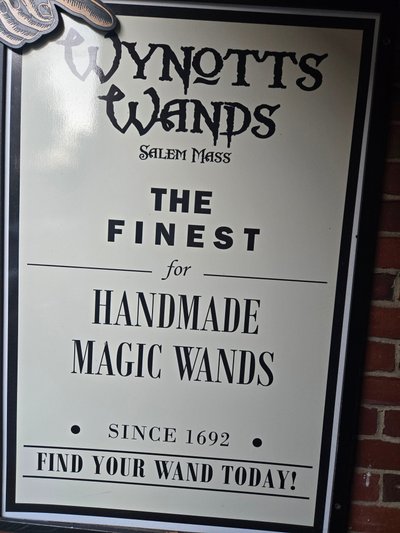 Wynotts
Wands
Salem Mass
THE
FINEST
for
HANDMADE
MAGIC WANDS
• SINCE 1692 •
FIND YOUR WAND TODAY!